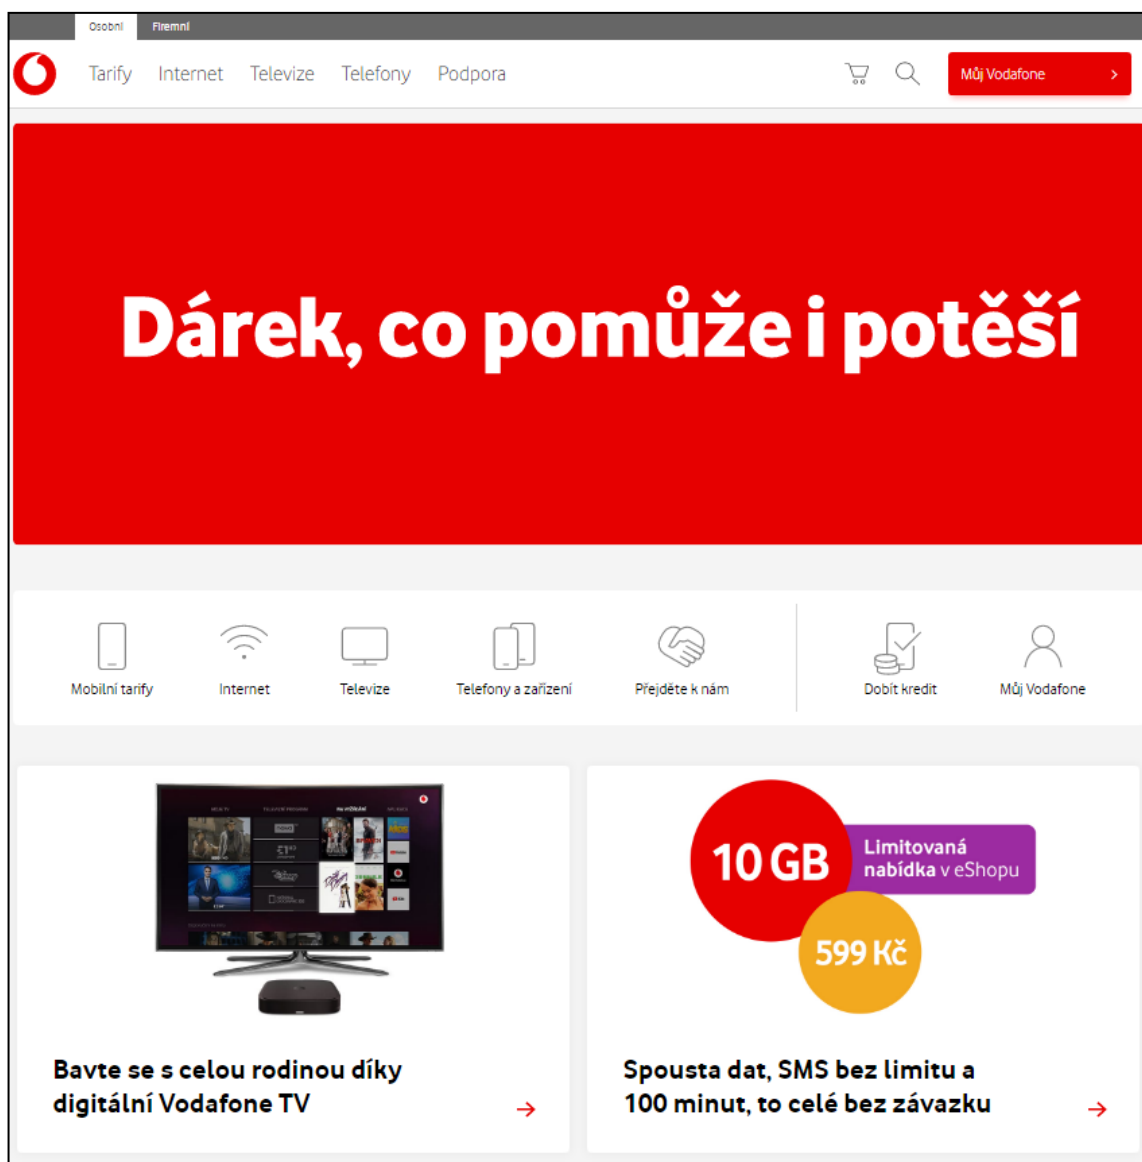 Osobní Firemní
Tarify Internet Televize Telefony Podpora Můj Vodafone
Dárek, co pomůže i potěší
Mobilní tarify Internet Televize Telefony a zařízení Přejděte k nám Dobít kredit Můj Vodafone
nova
10 GB
Limitovaná
nabídka v eShopu
599 Kč
Bavte se s celou rodinou díky
digitální Vodafone TV
Spousta dat, SMS bez limitu a
100 minut, to celé bez závazku